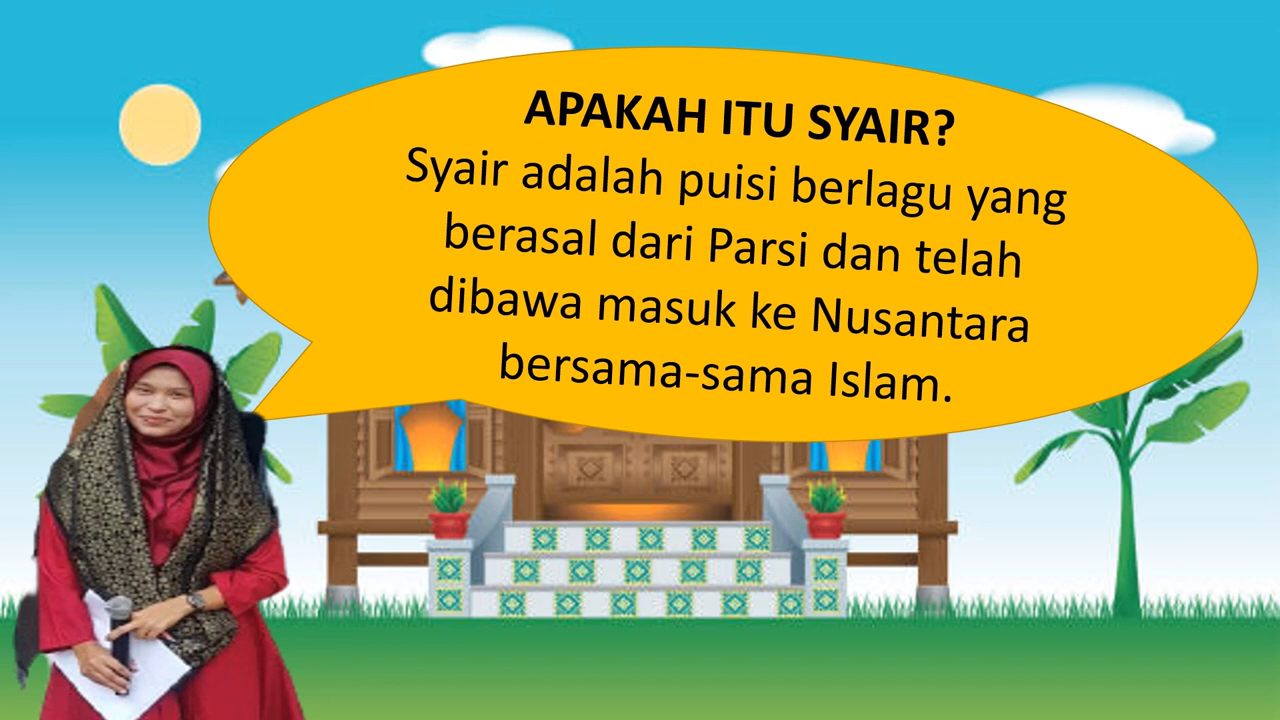 APAKAH ITU SYAIR?
Syair adalah puisi berlagu yang
berasal dari Parsi dan telah
dibawa masuk ke Nusantara
bersama-sama Islam.